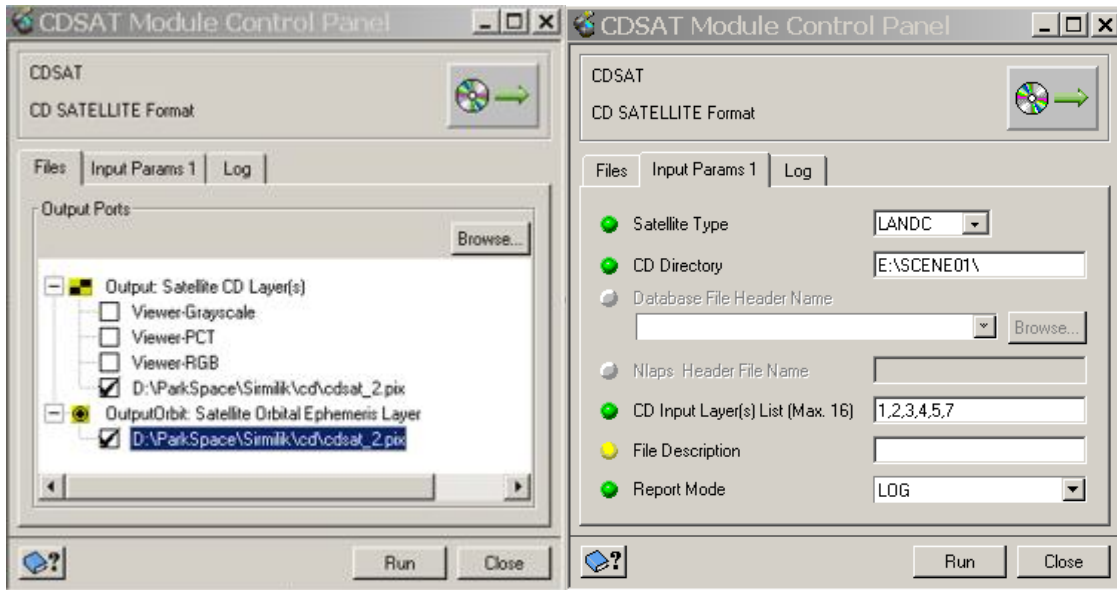 CDSAT Module Control Panel
CDSAT
CD SATELLITE Format
Files
Input Params 1
Log
Output Ports
Browse...
Output: Satellite CD Layer(s)
Viewer-Grayscale
Viewer-PCT
Viewer-RGB
D:\ParkSpace\Sirmilik\cd\cdsat_2.pix
OutputOrbit: Satellite Orbital Ephemeris Layer
D:\ParkSpace\Sirmilik\cd\cdsat_2.pix
?
Run
Close
CDSAT Module Control Panel
CDSAT
CD SATELLITE Format
Files
Input Params 1
Log
Satellite Type LANDC
CD Directory E:\SCENE01\
Database File Header Name
Browse...
Nlaps Header File Name
CD Input Layer(s) List (Max. 16) 1,2,3,4,5,7
File Description
Report Mode LOG
?
Run
Close